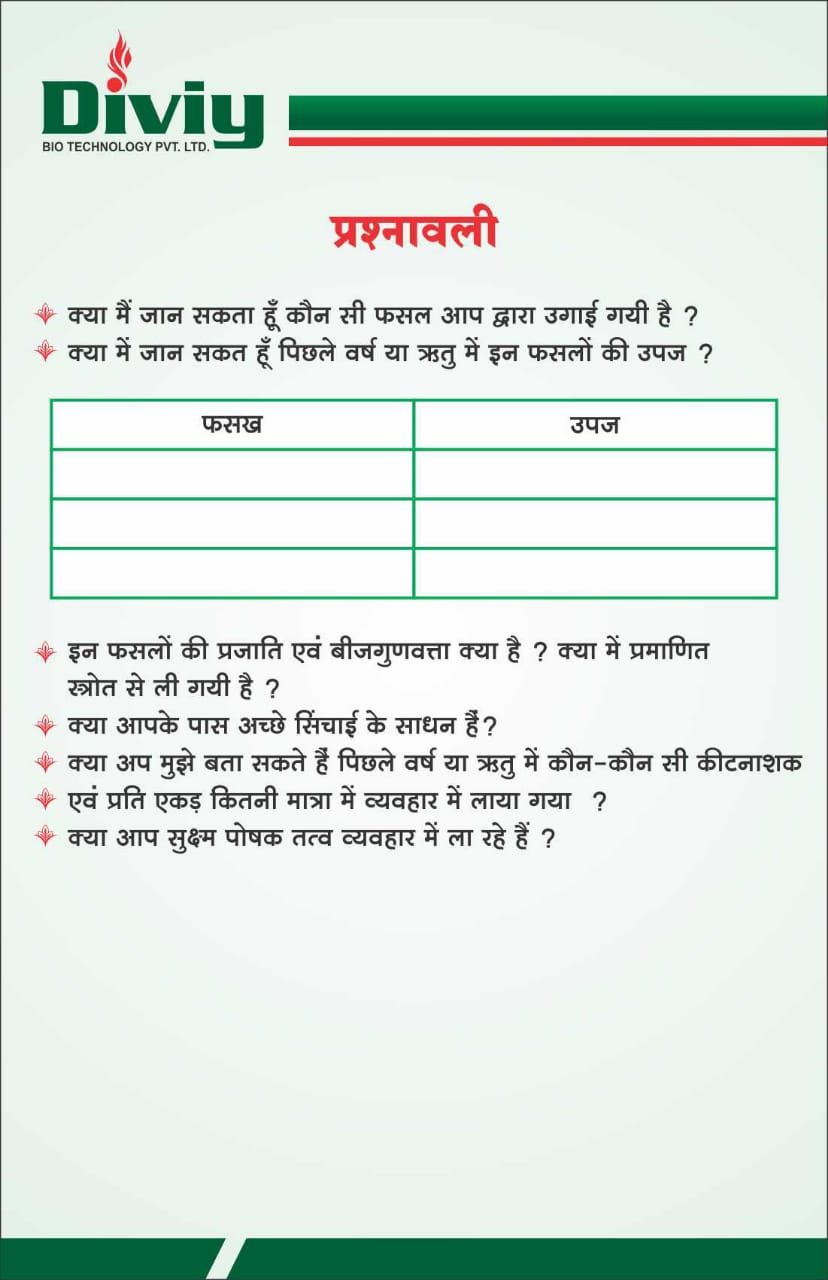 Diviy
BIO TECHNOLOGY PVT. LTD.
प्रश्नावली
क्या मैं जान सकता हूँ कौन सी फसल आप द्वारा उगाई गयी है ?
क्या में जान सकत हूँ पिछले वर्ष या ऋतु में इन फसलों की उपज ?
फसख
उपज
इन फसलों की प्रजाति एवं बीजगुणवत्ता क्या है ? क्या में प्रमाणित
स्त्रोत से ली गयी है ?
क्या आपके पास अच्छे सिंचाई के साधन हैं?
क्या अप मुझे बता सकते हैं पिछले वर्ष या ऋतु में कौन-कौन सी कीटनाशक
एवं प्रति एकड़ कितनी मात्रा में व्यवहार में लाया गया ?
क्या आप सुक्ष्म पोषक तत्व व्यवहार में ला रहे हैं ?